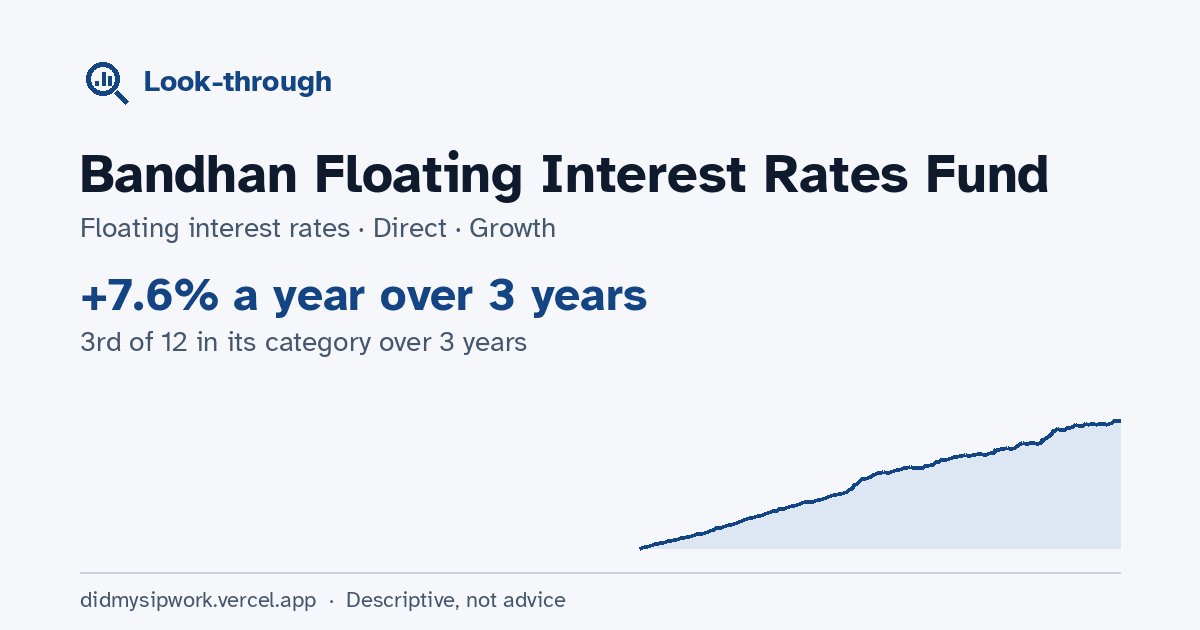 Look-through
Bandhan Floating Interest Rates Fund
Floating interest rates · Direct · Growth
+7.6% a year over 3 years
3rd of 12 in its category over 3 years
didmysipwork.vercel.app · Descriptive, not advice